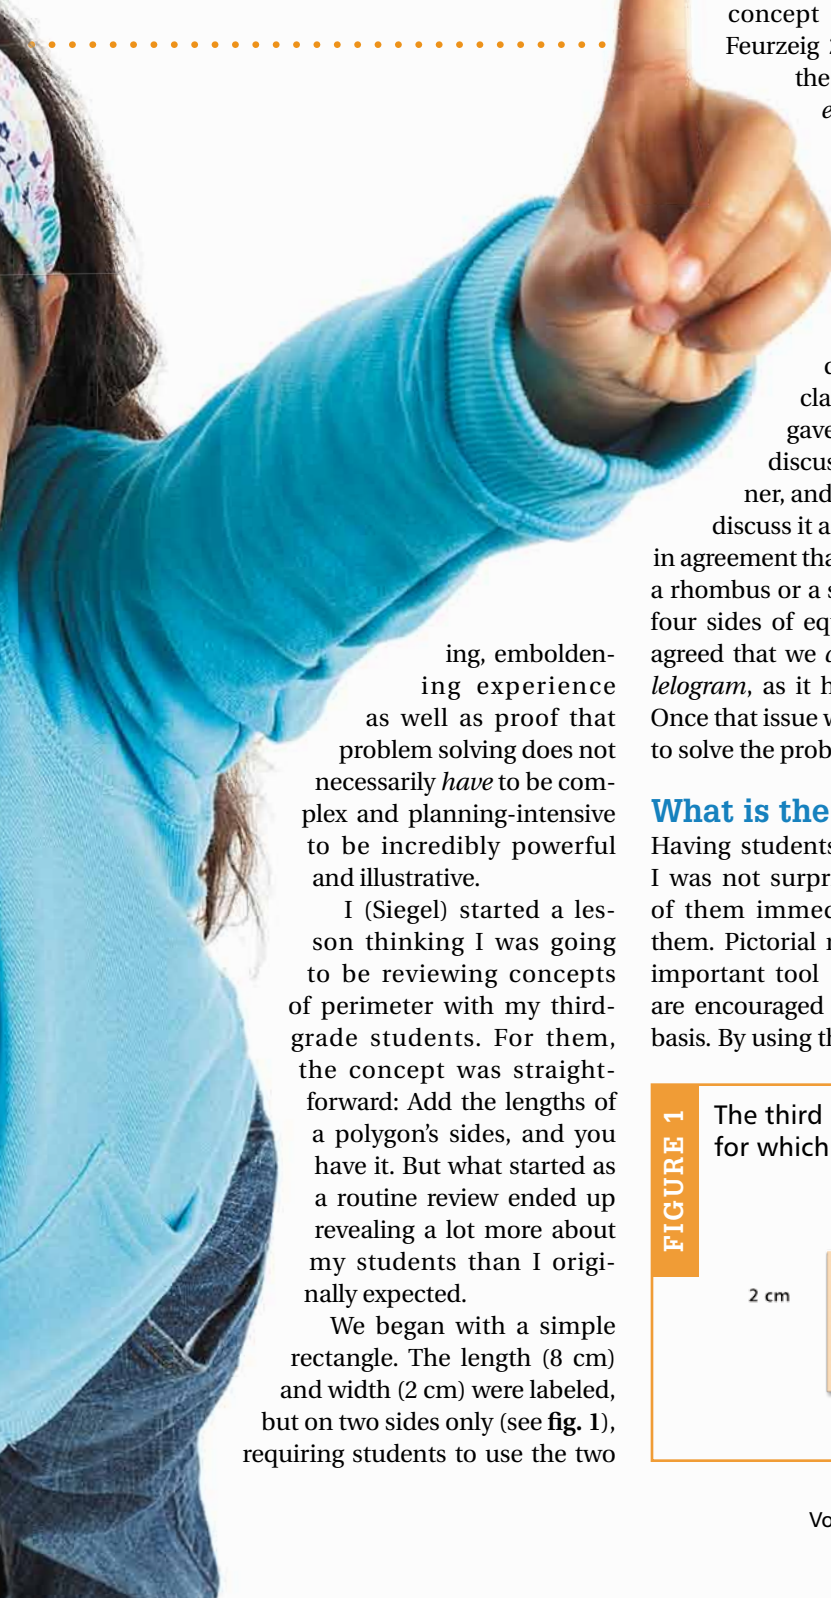 ing, embolden-
ing experience
as well as proof that
problem solving does not
necessarily have to be com-
plex and planning-intensive
to be incredibly powerful
and illustrative.
I (Siegel) started a les-
son thinking I was going
to be reviewing concepts
of perimeter with my third-
grade students. For them,
the concept was straight-
forward: Add the lengths of
a polygon’s sides, and you
have it. But what started as
a routine review ended up
revealing a lot more about
my students than I origi-
nally expected.
We began with a simple
rectangle. The length (8 cm)
and width (2 cm) were labeled,
but on two sides only (see fig. 1),
requiring students to use the two
concept
Feurzeig
the
gave
ner, and
discuss it a
in agreement
a rhombus or a
four sides of
agreed that we
lelogram, as it
Once that issue
to solve the
What is the
Having students
I was not
of them
them. Pictorial
important tool
are encouraged
basis. By using
FIGURE 1
The third
for which
2 cm